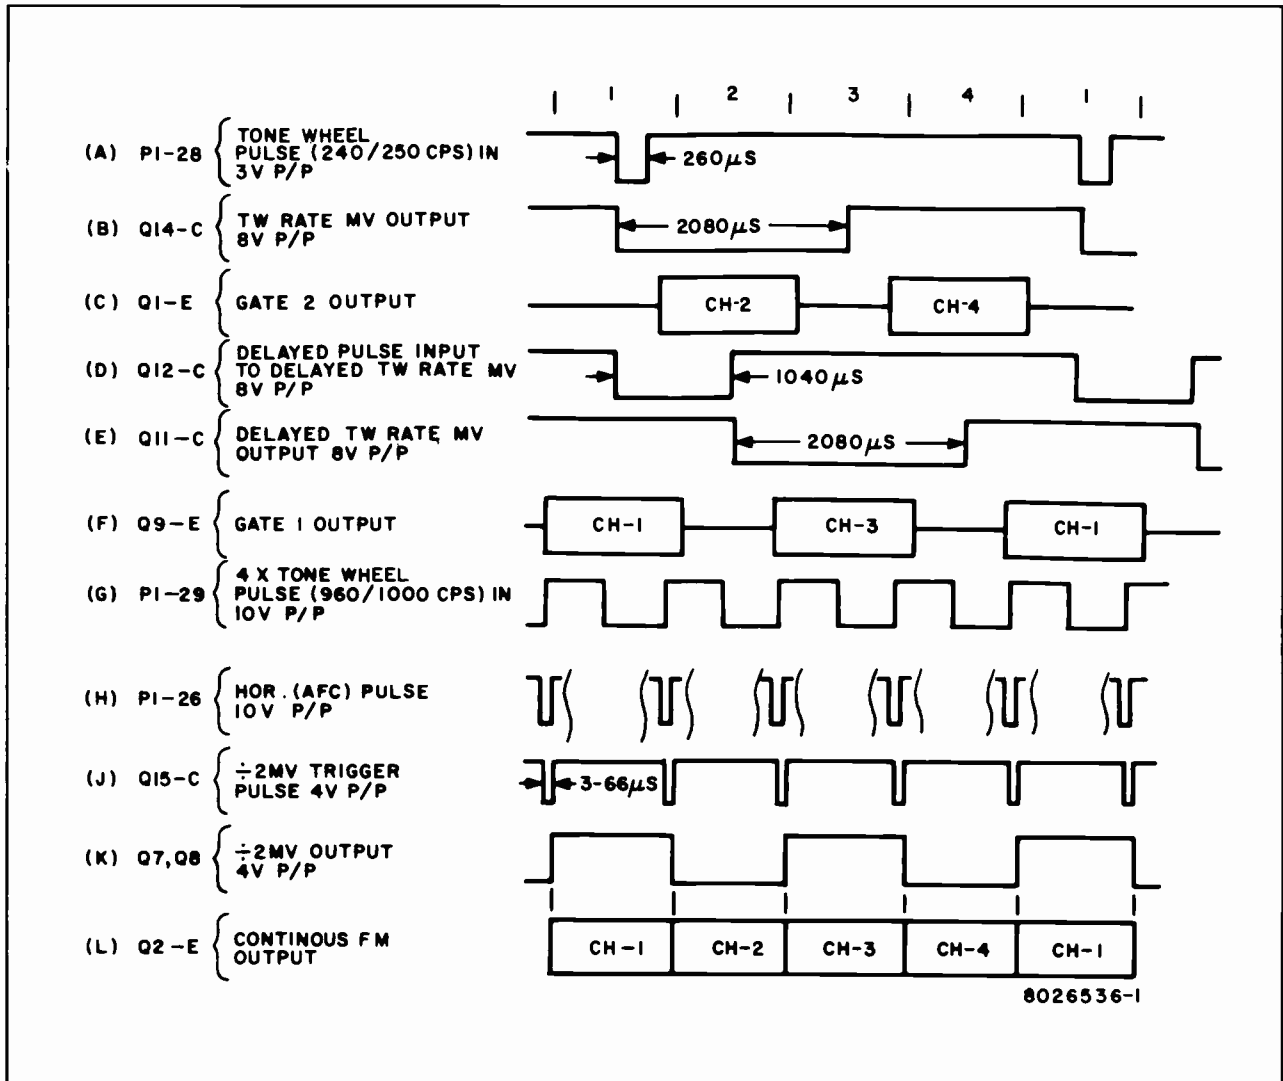 1 2 3 4 1
(A) P1-28 TONE WHEEL
PULSE (240/250 CPS) IN
3V P/P
260µS
(B) Q14-C TW RATE MV OUTPUT
8V P/P
2080µS
(C) Q1-E GATE 2 OUTPUT
CH-2 CH-4
(D) Q12-C DELAYED PULSE INPUT
TO DELAYED TW RATE MV
8V P/P
1040µS
(E) Q11-C DELAYED TW RATE MV
OUTPUT 8V P/P
2080µS
(F) Q9-E GATE 1 OUTPUT
CH-1 CH-3 CH-1
(G) P1-29 4 X TONE WHEEL
PULSE (960/1000 CPS) IN
10V P/P
(H) P1-26 HOR. (AFC) PULSE
10V P/P
(J) Q15-C ÷2MV TRIGGER
PULSE 4V P/P
3-66µS
(K) Q7,Q8 ÷2MV OUTPUT
4V P/P
(L) Q2-E CONTINOUS FM
OUTPUT
CH-1 CH-2 CH-3 CH-4 CH-1
8026536-1